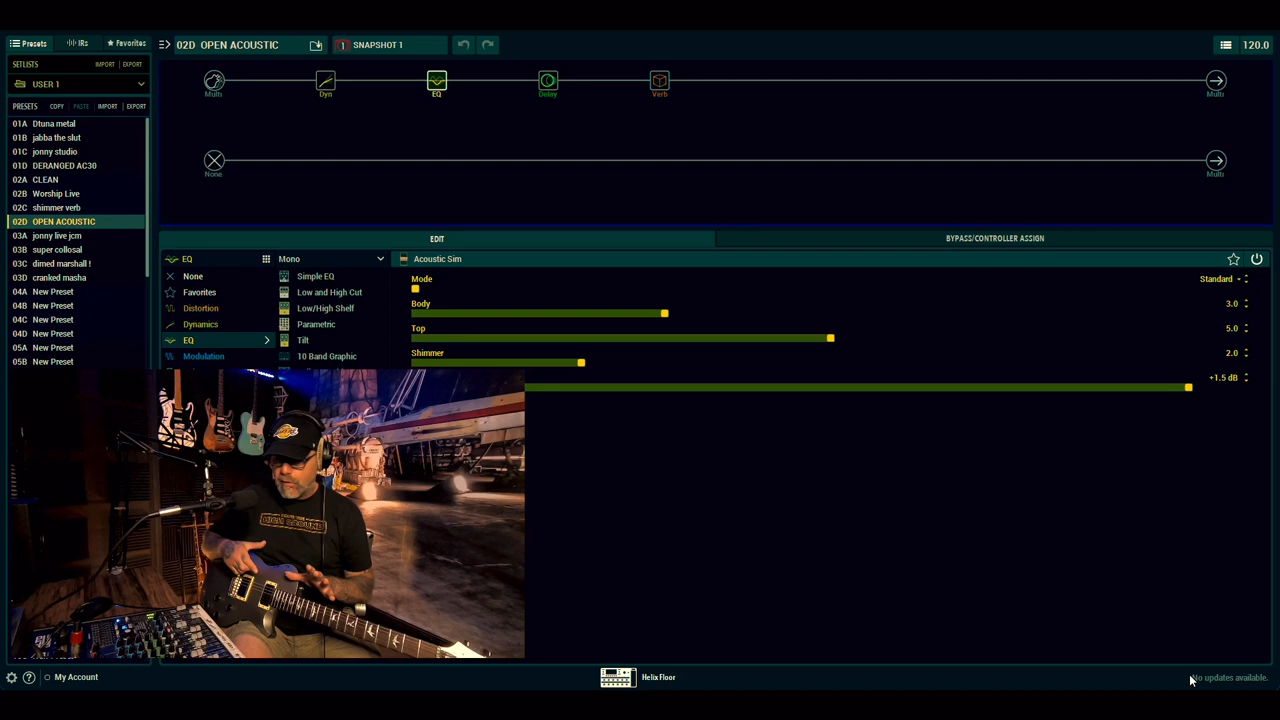 Presets IRs Favorites
02D OPEN ACOUSTIC 1 SNAPSHOT 1 120.0
SETLISTS IMPORT EXPORT
USER 1
PRESETS COPY PASTE IMPORT EXPORT
01A Dtuna metal
01B jabba the slut
01C jonny studio
01D DERANGED AC30
02A CLEAN
02B Worship Live
02C shimmer verb
02D OPEN ACOUSTIC
03A jonny live jcm
03B super collosal
03C dimed marshall !
03D cranked masha
04A New Preset
04B New Preset
04C New Preset
04D New Preset
05A New Preset
05B New Preset
Multi Dyn EQ Delay Verb Multi
None Multi
EDIT BYPASS/CONTROLLER ASSIGN
EQ Mono
None
Favorites
Distortion
Dynamics
EQ
Modulation
Simple EQ
Low and High Cut
Low/High Shelf
Parametric
Tilt
10 Band Graphic
Acoustic Sim
Mode Standard
Body 3.0
Top 5.0
Shimmer 2.0
+1.5 dB
HIGH GROUND
My Account
Helix Floor
No updates available.